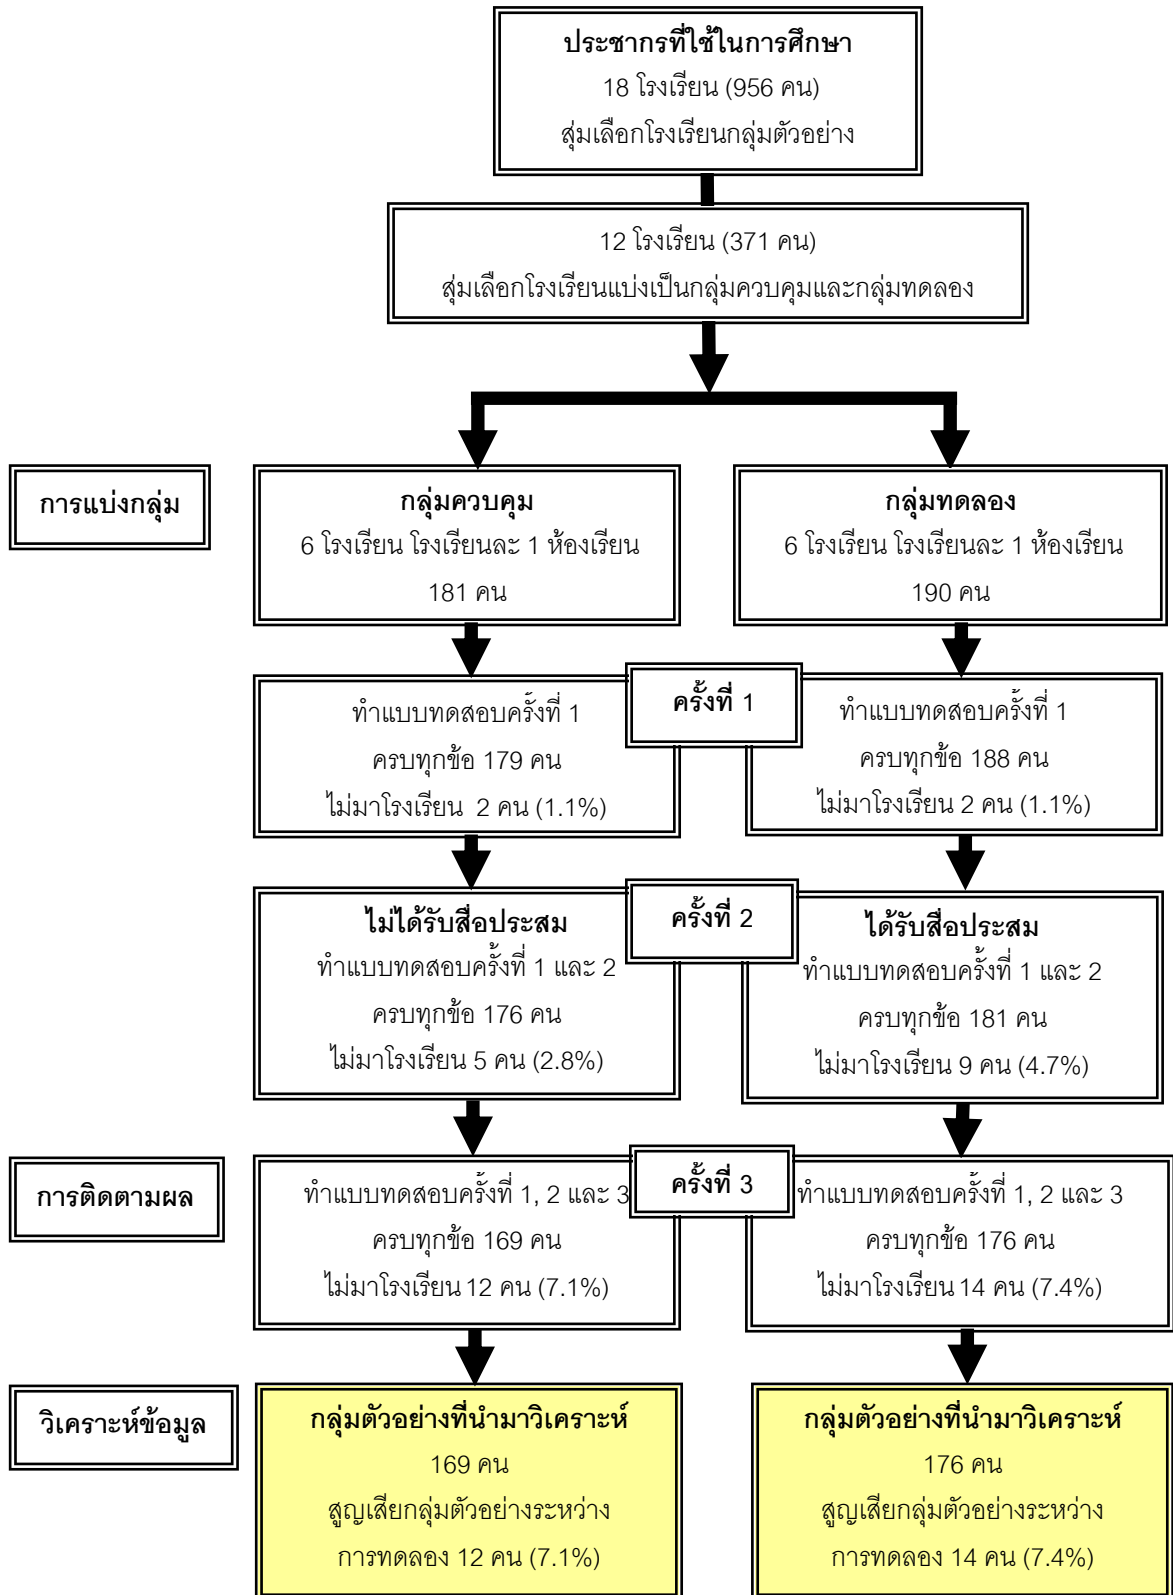 ประชากรที่ใช้ในการศึกษา
18 โรงเรียน (956 คน)
สุ่มเลือกโรงเรียนกลุ่มตัวอย่าง
12 โรงเรียน (371 คน)
สุ่มเลือกโรงเรียนแบ่งเป็นกลุ่มควบคุมและกลุ่มทดลอง
การแบ่งกลุ่ม
กลุ่มควบคุม
6 โรงเรียน โรงเรียนละ 1 ห้องเรียน
181 คน
กลุ่มทดลอง
6 โรงเรียน โรงเรียนละ 1 ห้องเรียน
190 คน
ครั้งที่ 1
ทำแบบทดสอบครั้งที่ 1
ครบทุกข้อ 179 คน
ไม่มาโรงเรียน 2 คน (1.1%)
ทำแบบทดสอบครั้งที่ 1
ครบทุกข้อ 188 คน
ไม่มาโรงเรียน 2 คน (1.1%)
ครั้งที่ 2
ไม่ได้รับสื่อประสม
ทำแบบทดสอบครั้งที่ 1 และ 2
ครบทุกข้อ 176 คน
ไม่มาโรงเรียน 5 คน (2.8%)
ได้รับสื่อประสม
ทำแบบทดสอบครั้งที่ 1 และ 2
ครบทุกข้อ 181 คน
ไม่มาโรงเรียน 9 คน (4.7%)
การติดตามผล
ครั้งที่ 3
ทำแบบทดสอบครั้งที่ 1, 2 และ 3
ครบทุกข้อ 169 คน
ไม่มาโรงเรียน 12 คน (7.1%)
ทำแบบทดสอบครั้งที่ 1, 2 และ 3
ครบทุกข้อ 176 คน
ไม่มาโรงเรียน 14 คน (7.4%)
วิเคราะห์ข้อมูล
กลุ่มตัวอย่างที่นำมาวิเคราะห์
169 คน
สูญเสียกลุ่มตัวอย่างระหว่าง
การทดลอง 12 คน (7.1%)
กลุ่มตัวอย่างที่นำมาวิเคราะห์
176 คน
สูญเสียกลุ่มตัวอย่างระหว่าง
การทดลอง 14 คน (7.4%)